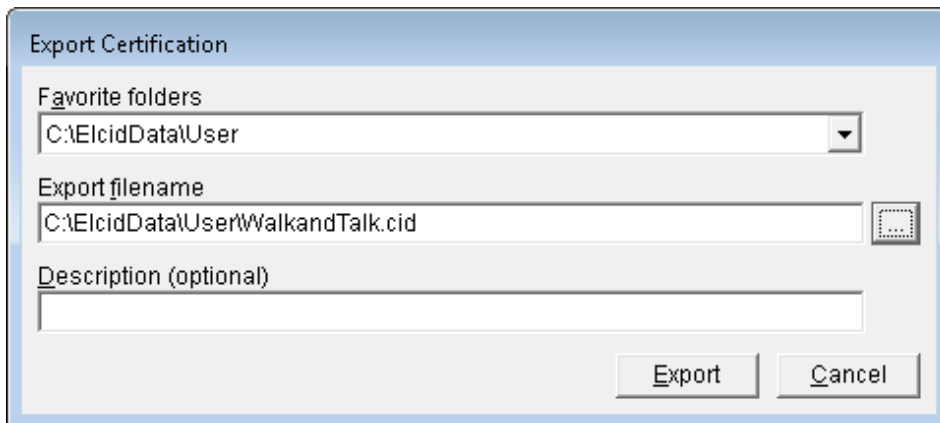 Export Certification
Favorite folders
C:\ElcidData\User
Export filename
C:\ElcidData\User\WalkandTalk.cid
...
Description (optional)
Export
Cancel